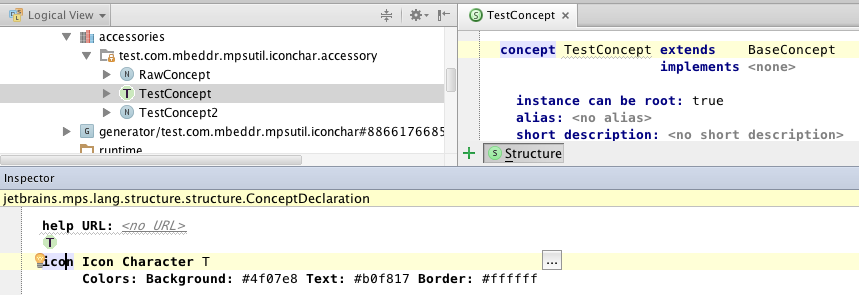 Logical View
TestConcept
accessories
test.com.mbeddr.mpsutil.iconchar.accessory
N RawConcept
T TestConcept
N TestConcept2
G generator/test.com.mbeddr.mpsutil.iconchar#8866176685
runtime
S TestConcept
concept TestConcept extends BaseConcept
implements <none>
instance can be root: true
alias: <no alias>
short description: <no short description>
+ S Structure
Inspector
jetbrains.mps.lang.structure.structure.ConceptDeclaration
help URL: <no URL>
T
icon Icon Character T
...
Colors: Background: #4f07e8 Text: #b0f817 Border: #ffffff